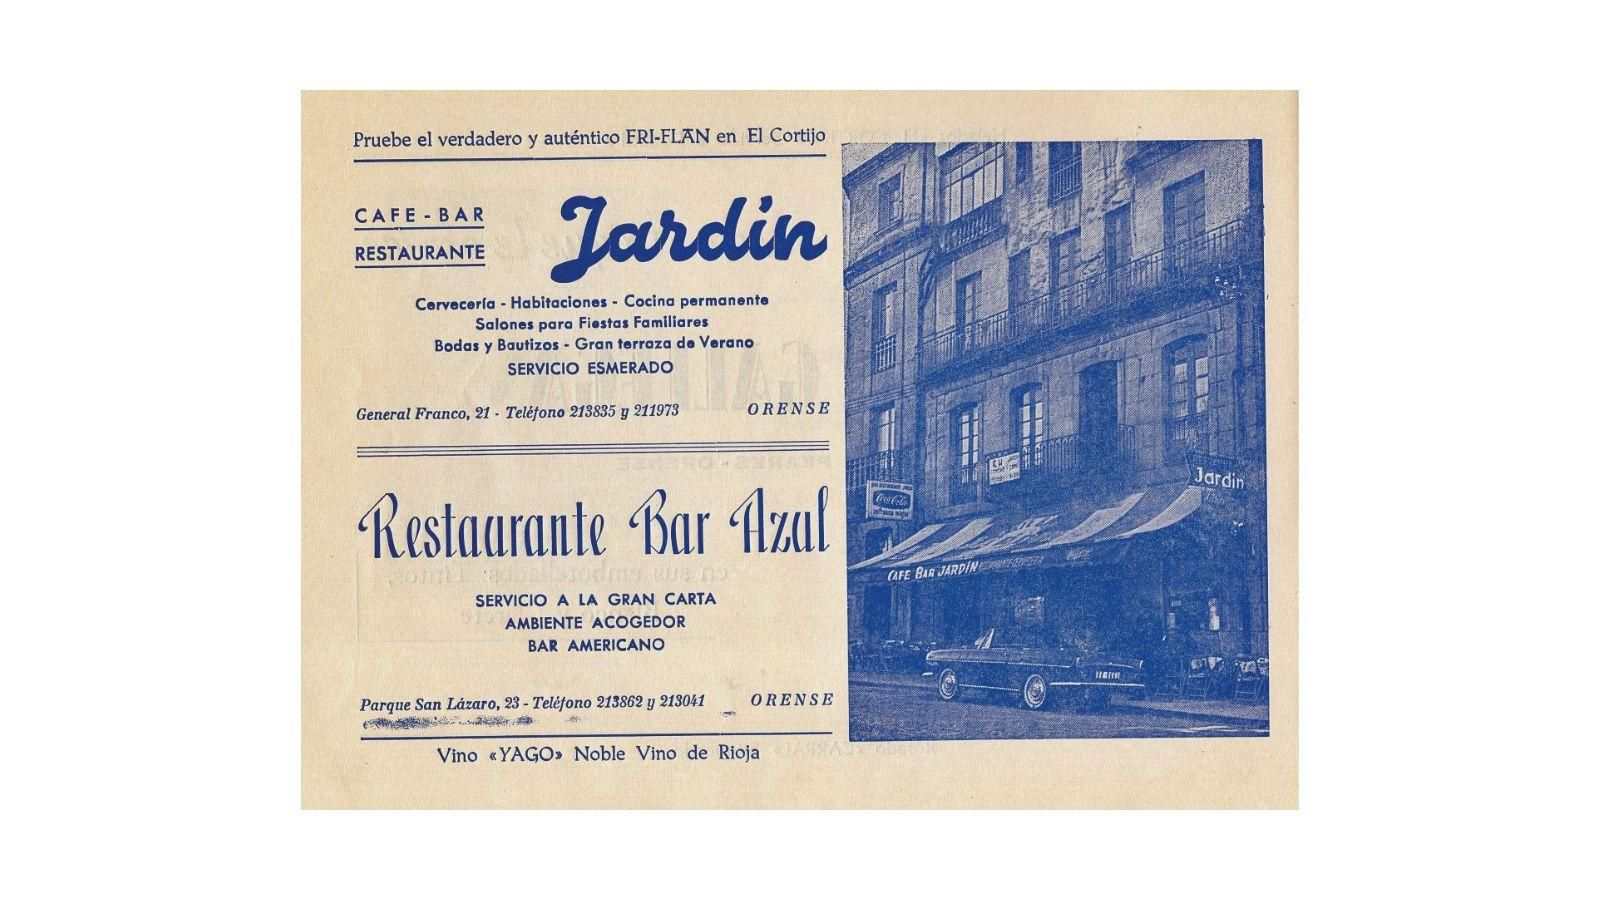 Pruebe el verdadero y auténtico FRI-FLAN en El Cortijo
CAFE - BAR
RESTAURANTE
Jardín
Cervecería - Habitaciones - Cocina permanente
Salones para Fiestas Familiares
Bodas y Bautizos - Gran terraza de Verano
SERVICIO ESMERADO
General Franco, 21 - Teléfono 213835 y 211973
ORENSE
Restaurante Bar Azul
SERVICIO A LA GRAN CARTA
AMBIENTE ACOGEDOR
BAR AMERICANO
Parque San Lázaro, 23 - Teléfono 213862 y 213041
ORENSE
Vino «YAGO» Noble Vino de Rioja
Jardin
Coca-Cola
CAFE BAR JARDIN